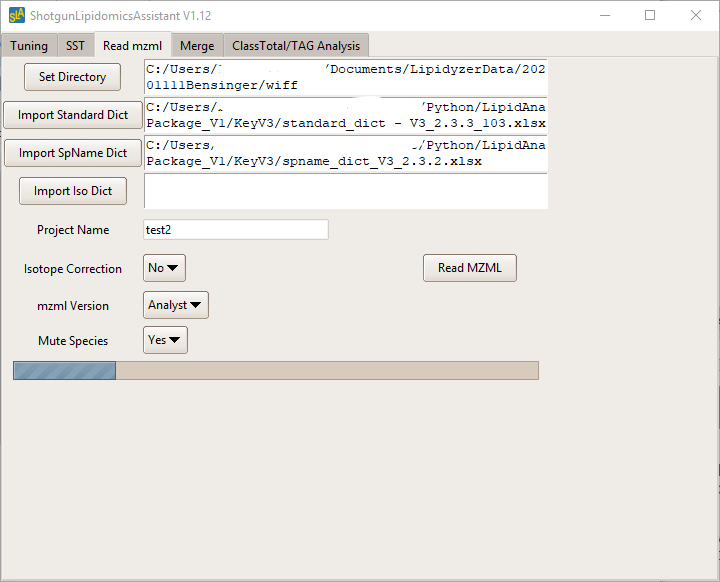 SLA ShotgunLipidomicsAssistant V1.12
Tuning SST Read mzml Merge ClassTotal/TAG Analysis
Set Directory
C:/Users/ /Documents/LipidyzerData/202
01111Bensinger/wiff
Import Standard Dict
C:/Users/ /Python/LipidAna
Package_V1/KeyV3/standard_dict - V3_2.3.3_103.xlsx
Import SpName Dict
C:/Users/ /Python/LipidAna
Package_V1/KeyV3/spname_dict_V3_2.3.2.xlsx
Import Iso Dict
Project Name test2
Isotope Correction No Read MZML
mzml Version Analyst
Mute Species Yes